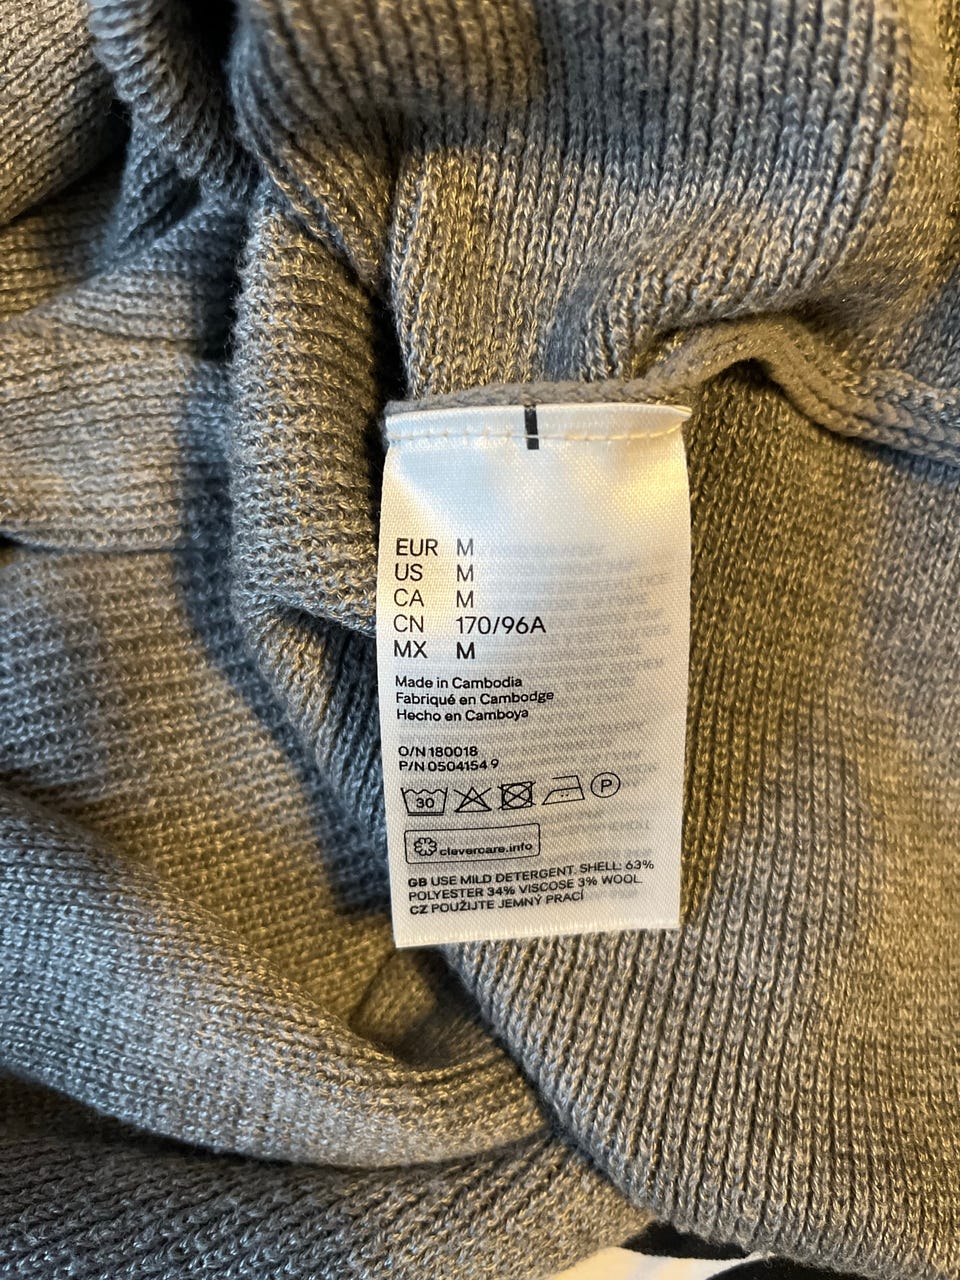 EUR M
US M
CA M
CN 170/96A
MX M
Made in Cambodia
Fabriqué en Cambodge
Hecho en Camboya
O/N 180018
P/N 0504154 9
30 P
clevercare.info
GB USE MILD DETERGENT. SHELL: 63%
POLYESTER 34% VISCOSE 3% WOOL
CZ POUŽIJTE JEMNÝ PRACÍ